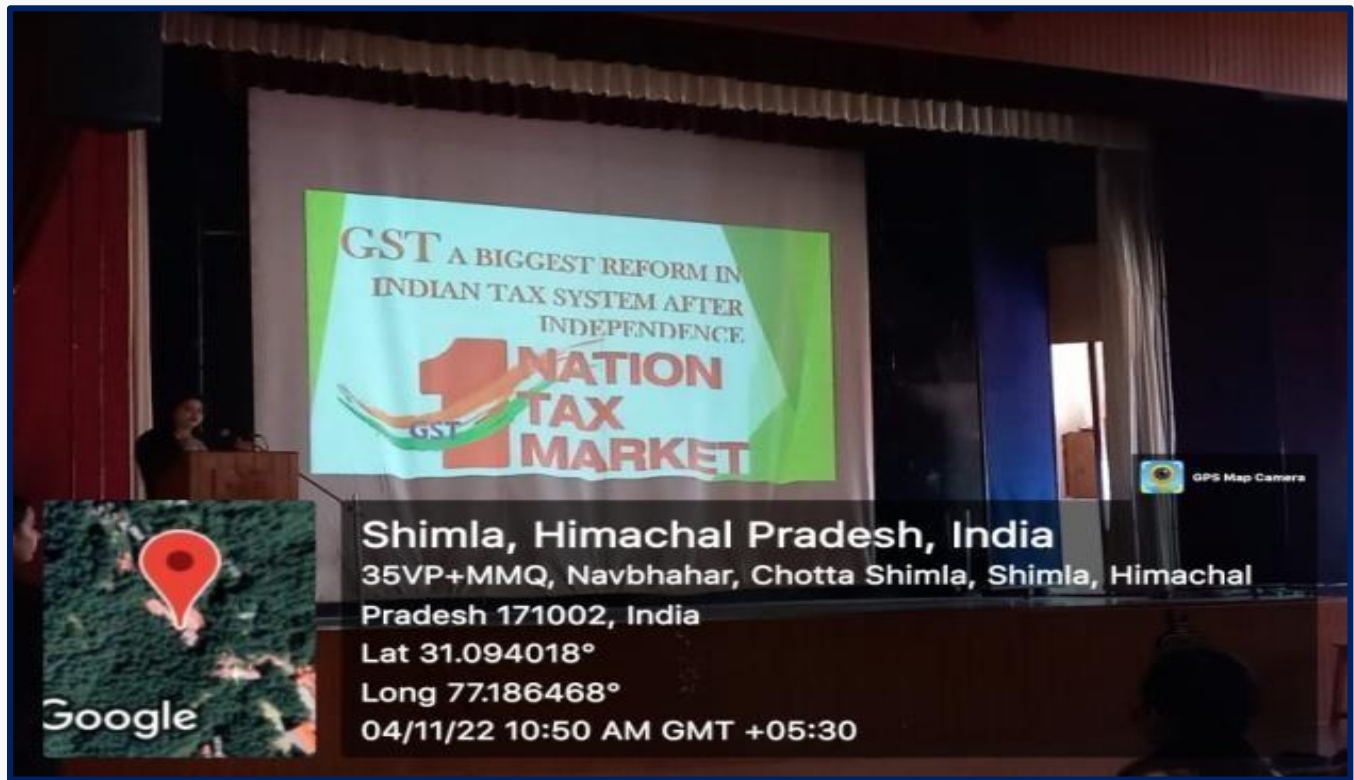 GST A BIGGEST REFORM IN
INDIAN TAX SYSTEM AFTER
INDEPENDENCE
1 NATION
TAX
MARKET
GST
GPS Map Camera
Shimla, Himachal Pradesh, India
35VP+MMQ, Navbhahar, Chotta Shimla, Shimla, Himachal
Pradesh 171002, India
Lat 31.094018°
Long 77.186468°
04/11/22 10:50 AM GMT +05:30
Google